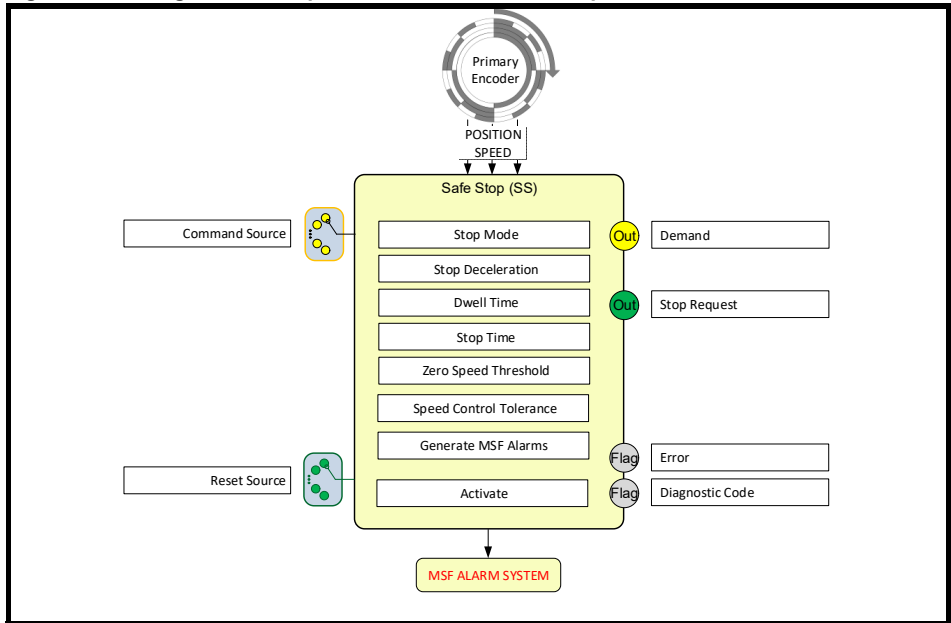 Primary
Encoder
POSITION
SPEED
Safe Stop (SS)
Command Source
Stop Mode
Out
Demand
Stop Deceleration
Dwell Time
Out
Stop Request
Stop Time
Zero Speed Threshold
Speed Control Tolerance
Generate MSF Alarms
Flag
Error
Reset Source
Activate
Flag
Diagnostic Code
MSF ALARM SYSTEM